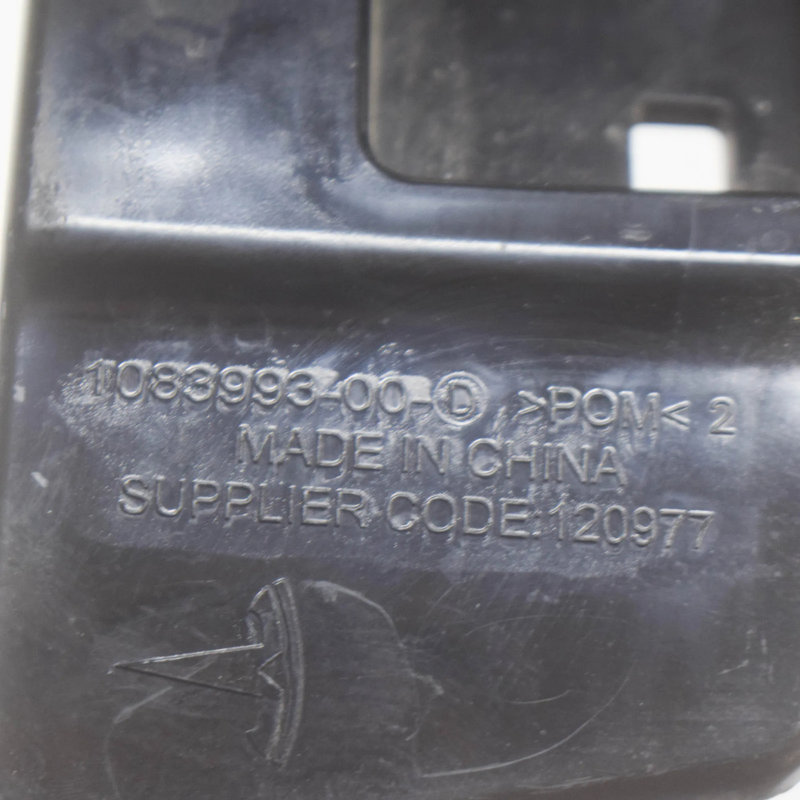 1083993-00-Ⓓ >POM< 2
MADE IN CHINA
SUPPLIER CODE:120977